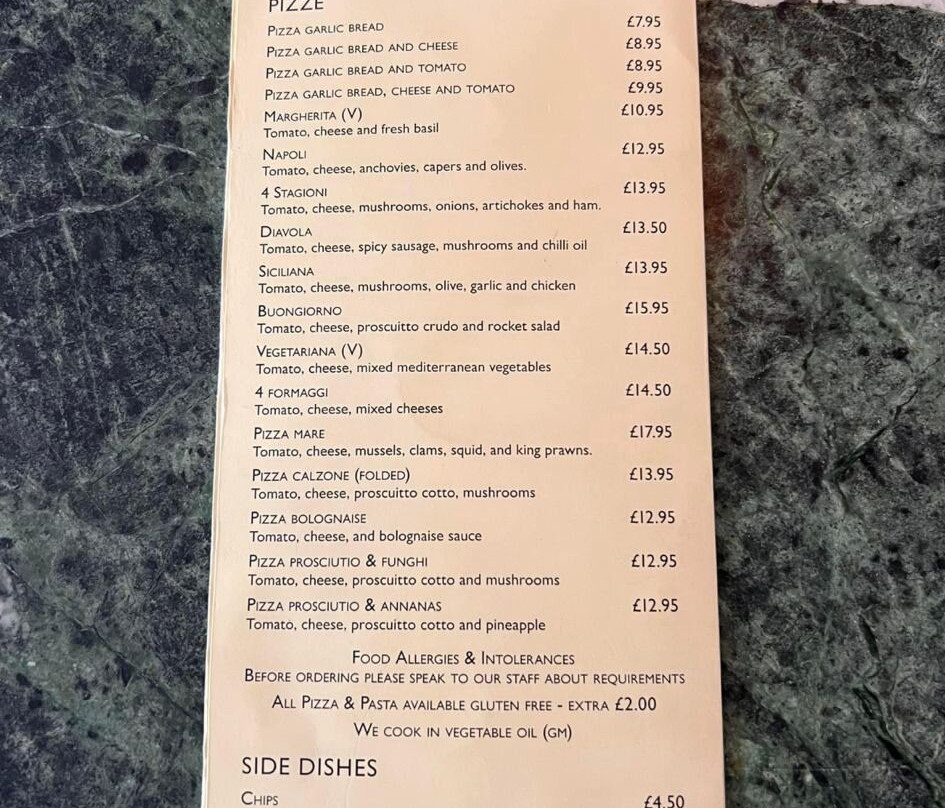 PIZZE
PIZZA GARLIC BREAD £7.95
PIZZA GARLIC BREAD AND CHEESE £8.95
PIZZA GARLIC BREAD AND TOMATO £8.95
PIZZA GARLIC BREAD, CHEESE AND TOMATO £9.95
MARGHERITA (V) £10.95
Tomato, cheese and fresh basil
NAPOLI £12.95
Tomato, cheese, anchovies, capers and olives.
4 STAGIONI £13.95
Tomato, cheese, mushrooms, onions, artichokes and ham.
DIAVOLA £13.50
Tomato, cheese, spicy sausage, mushrooms and chilli oil
SICILIANA £13.95
Tomato, cheese, mushrooms, olive, garlic and chicken
BUONGIORNO £15.95
Tomato, cheese, proscuitto crudo and rocket salad
VEGETARIANA (V) £14.50
Tomato, cheese, mixed mediterranean vegetables
4 FORMAGGI £14.50
Tomato, cheese, mixed cheeses
PIZZA MARE £17.95
Tomato, cheese, mussels, clams, squid, and king prawns.
PIZZA CALZONE (FOLDED) £13.95
Tomato, cheese, proscuitto cotto, mushrooms
PIZZA BOLOGNAISE £12.95
Tomato, cheese, and bolognaise sauce
PIZZA PROSCIUTIO & FUNGHI £12.95
Tomato, cheese, proscuitto cotto and mushrooms
PIZZA PROSCIUTIO & ANNANAS £12.95
Tomato, cheese, proscuitto cotto and pineapple
FOOD ALLERGIES & INTOLERANCES
BEFORE ORDERING PLEASE SPEAK TO OUR STAFF ABOUT REQUIREMENTS
ALL PIZZA & PASTA AVAILABLE GLUTEN FREE - EXTRA £2.00
WE COOK IN VEGETABLE OIL (GM)
SIDE DISHES
CHIPS £4.50